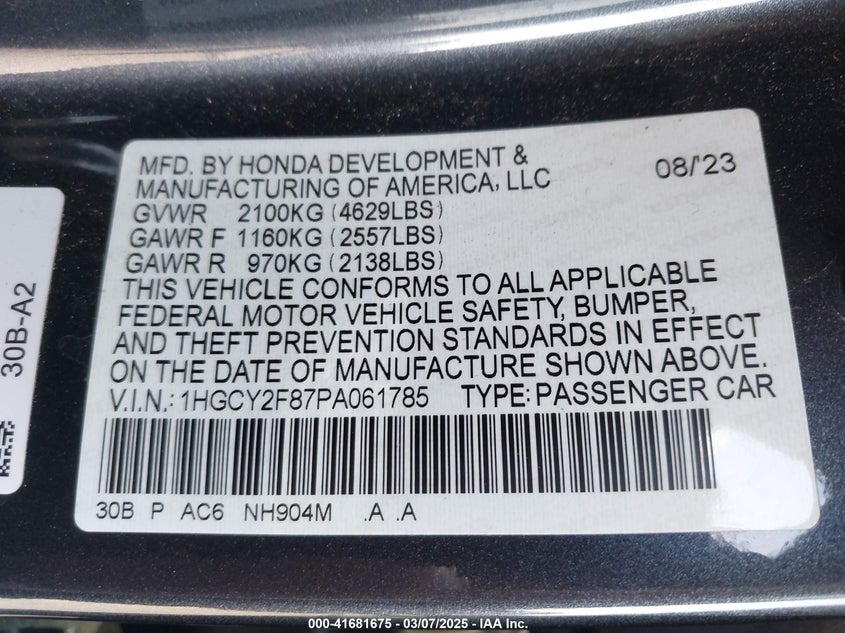 MFD. BY HONDA DEVELOPMENT & 08/'23
MANUFACTURING OF AMERICA, LLC
GVWR 2100KG (4629LBS)
GAWR F 1160KG (2557LBS)
GAWR R 970KG (2138LBS)
THIS VEHICLE CONFORMS TO ALL APPLICABLE
FEDERAL MOTOR VEHICLE SAFETY, BUMPER,
AND THEFT PREVENTION STANDARDS IN EFFECT
ON THE DATE OF MANUFACTURE SHOWN ABOVE.
V.I.N.: 1HGCY2F87PA061785 TYPE: PASSENGER CAR
30B P AC6 NH904M .A .A
30B-A2
000-41681675 - 03/07/2025 - IAA Inc.